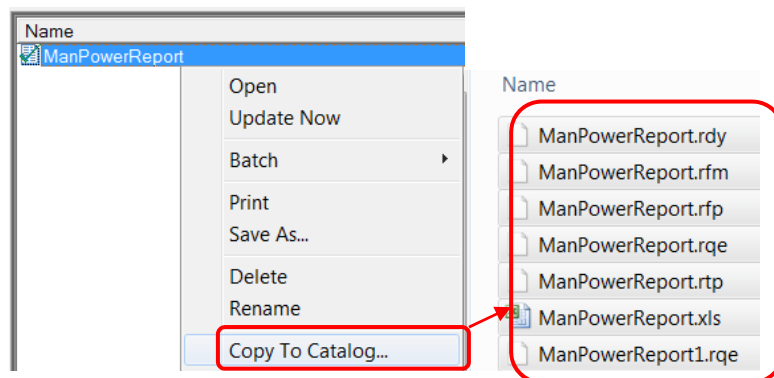 Name
ManPowerReport
Open
Update Now
Batch
Print
Save As...
Delete
Rename
Copy To Catalog...
Name
ManPowerReport.rdy
ManPowerReport.rfm
ManPowerReport.rfp
ManPowerReport.rqe
ManPowerReport.rtp
ManPowerReport.xls
ManPowerReport1.rqe